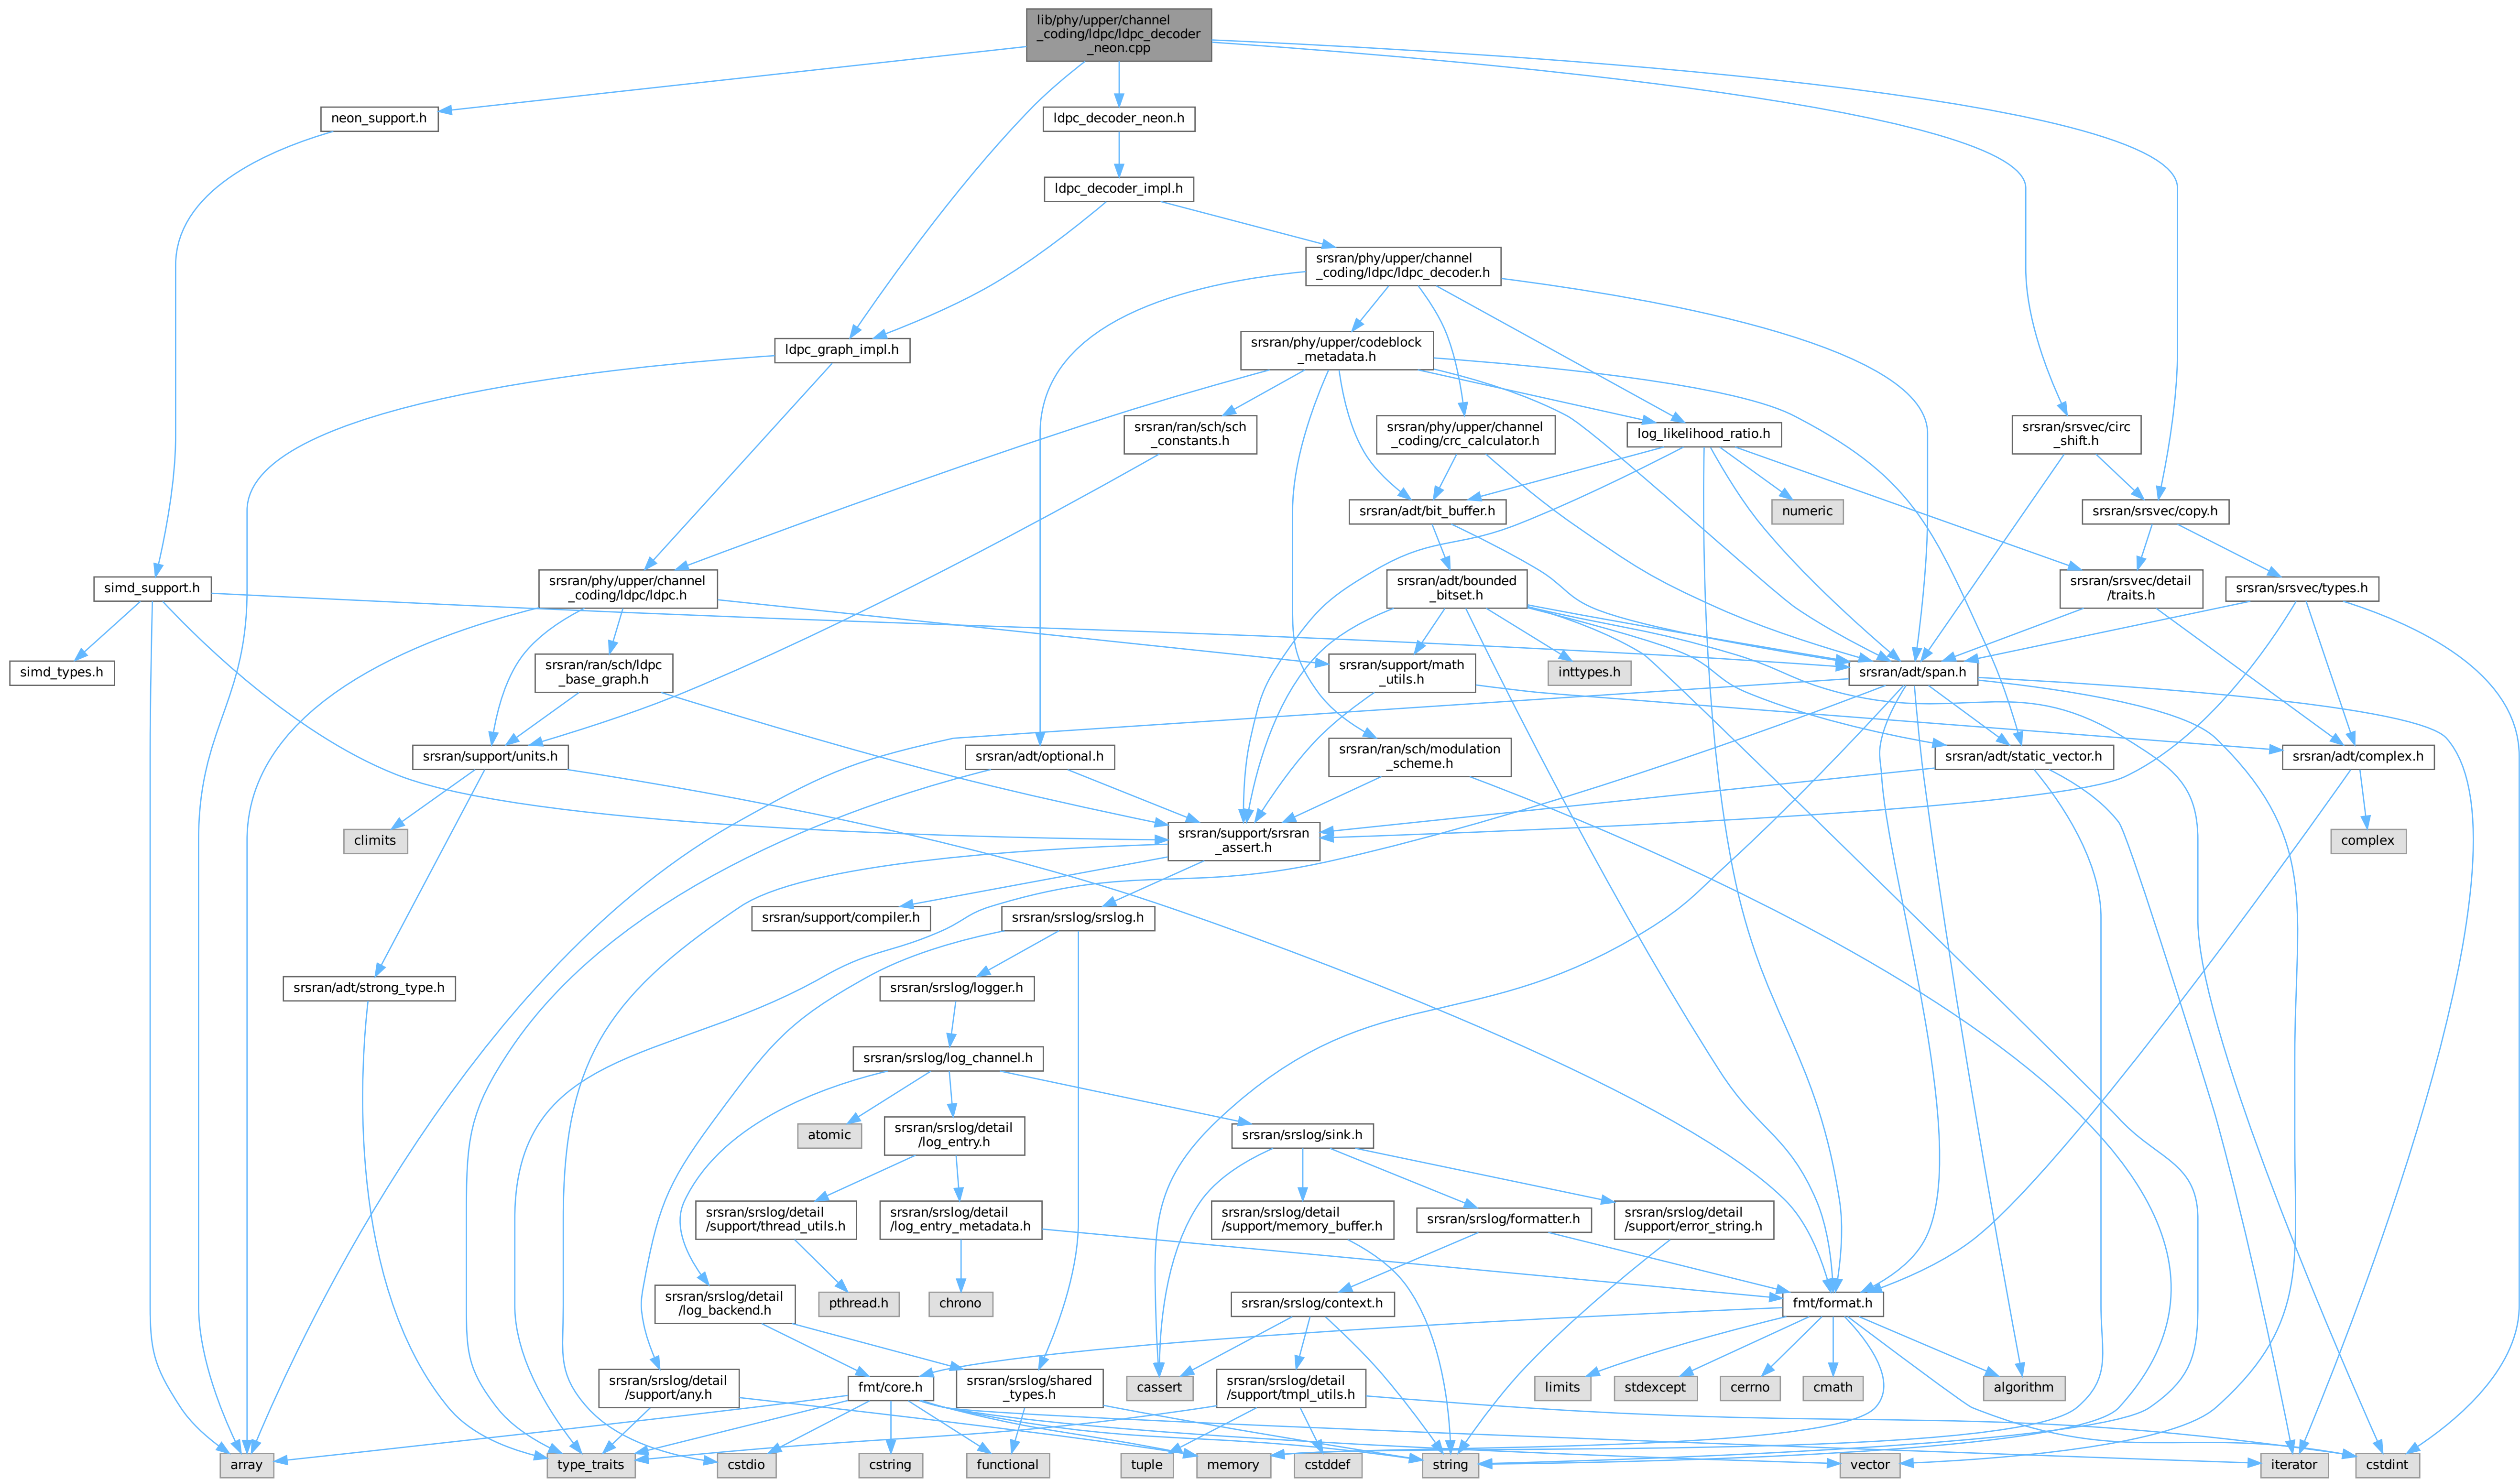 lib/phy/upper/channel
_coding/ldpc/ldpc_decoder
_neon.cpp
neon_support.h
ldpc_decoder_neon.h
ldpc_decoder_impl.h
srsran/phy/upper/channel
_coding/ldpc/ldpc_decoder.h
ldpc_graph_impl.h
srsran/phy/upper/codeblock
_metadata.h
srsran/ran/sch/sch
_constants.h
srsran/phy/upper/channel
_coding/crc_calculator.h
log_likelihood_ratio.h
srsran/srsvec/circ
_shift.h
srsran/adt/bit_buffer.h
numeric
srsran/srsvec/copy.h
simd_support.h
srsran/phy/upper/channel
_coding/ldpc/ldpc.h
srsran/adt/bounded
_bitset.h
srsran/srsvec/detail
/traits.h
srsran/srsvec/types.h
simd_types.h
srsran/ran/sch/ldpc
_base_graph.h
srsran/support/math
_utils.h
inttypes.h
srsran/adt/span.h
srsran/support/units.h
srsran/adt/optional.h
srsran/ran/sch/modulation
_scheme.h
srsran/adt/static_vector.h
srsran/adt/complex.h
climits
srsran/support/srsran
_assert.h
complex
srsran/support/compiler.h
srsran/srslog/srslog.h
srsran/adt/strong_type.h
srsran/srslog/logger.h
srsran/srslog/log_channel.h
atomic
srsran/srslog/detail
/log_entry.h
srsran/srslog/sink.h
srsran/srslog/detail
/support/thread_utils.h
srsran/srslog/detail
/log_entry_metadata.h
srsran/srslog/detail
/support/memory_buffer.h
srsran/srslog/formatter.h
srsran/srslog/detail
/support/error_string.h
srsran/srslog/detail
/log_backend.h
pthread.h
chrono
srsran/srslog/context.h
fmt/format.h
srsran/srslog/detail
/support/any.h
fmt/core.h
srsran/srslog/shared
_types.h
cassert
srsran/srslog/detail
/support/tmpl_utils.h
limits
stdexcept
cerrno
cmath
algorithm
array
type_traits
cstdio
cstring
functional
tuple
memory
cstddef
string
vector
iterator
cstdint